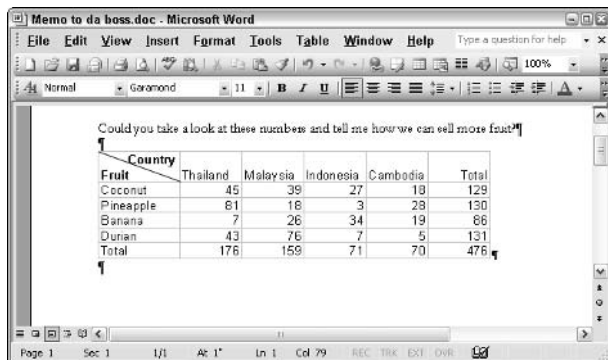 Memo to da boss.doc - Microsoft Word
File Edit View Insert Format Tools Table Window Help Type a question for help
100%
Normal Garamond 11 B I U A
Could you take a look at these numbers and tell me how we can sell more fruit?¶
¶
Country
Fruit Thailand Malaysia Indonesia Cambodia Total
Coconut 45 39 27 18 129
Pineapple 81 18 3 28 130
Banana 7 26 34 19 86
Durian 43 76 7 5 131
Total 176 159 71 70 476 ¶
¶
Page 1 Sec 1 1/1 At 1" Ln 1 Col 79 REC TRK EXT OVR